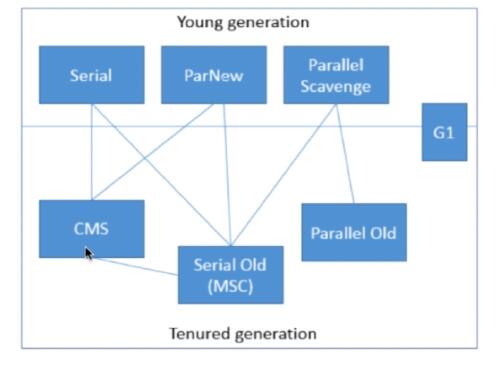 Young generation
Serial
ParNew
Parallel
Scavenge
G1
CMS
Parallel Old
Serial Old
(MSC)
Tenured generation